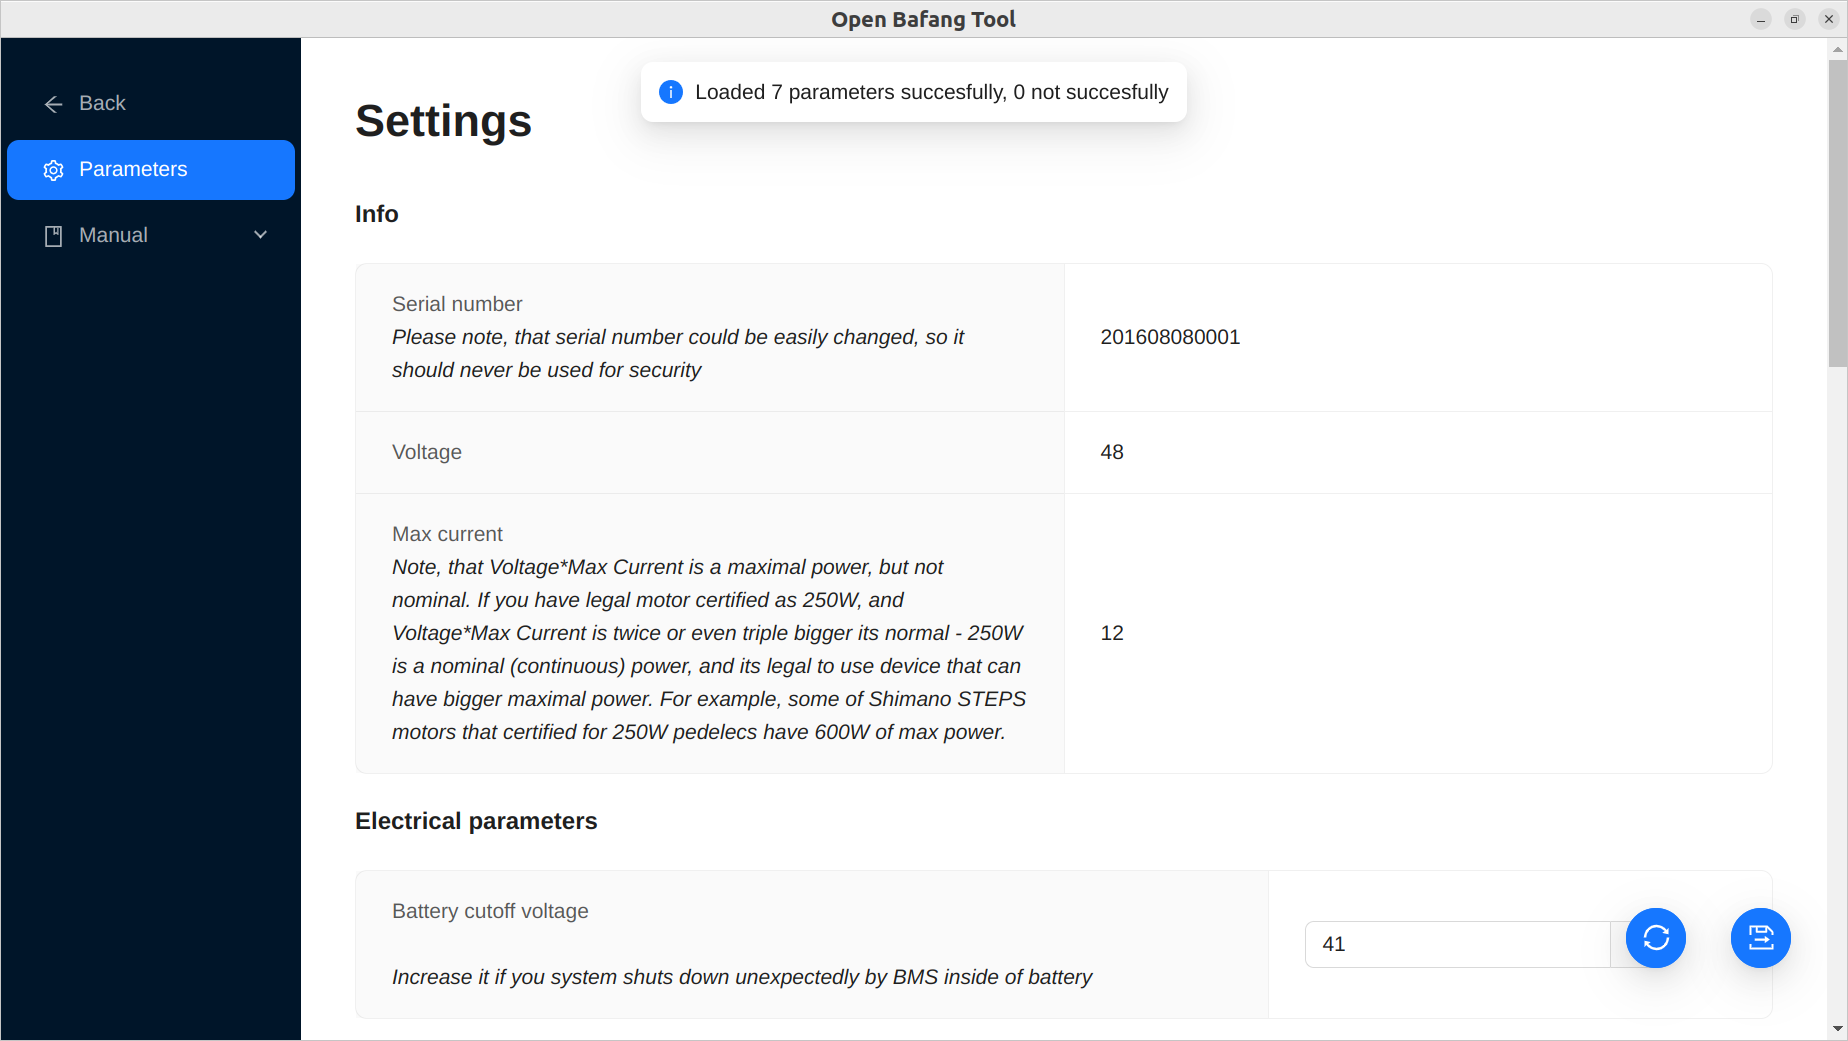 Open Bafang Tool
Back
Parameters
Manual
Loaded 7 parameters succesfully, 0 not succesfully
Settings
Info
Serial number
Please note, that serial number could be easily changed, so it
should never be used for security
201608080001
Voltage
48
Max current
Note, that Voltage*Max Current is a maximal power, but not
nominal. If you have legal motor certified as 250W, and
Voltage*Max Current is twice or even triple bigger its normal - 250W
is a nominal (continuous) power, and its legal to use device that can
have bigger maximal power. For example, some of Shimano STEPS
motors that certified for 250W pedelecs have 600W of max power.
12
Electrical parameters
Battery cutoff voltage
Increase it if you system shuts down unexpectedly by BMS inside of battery
41